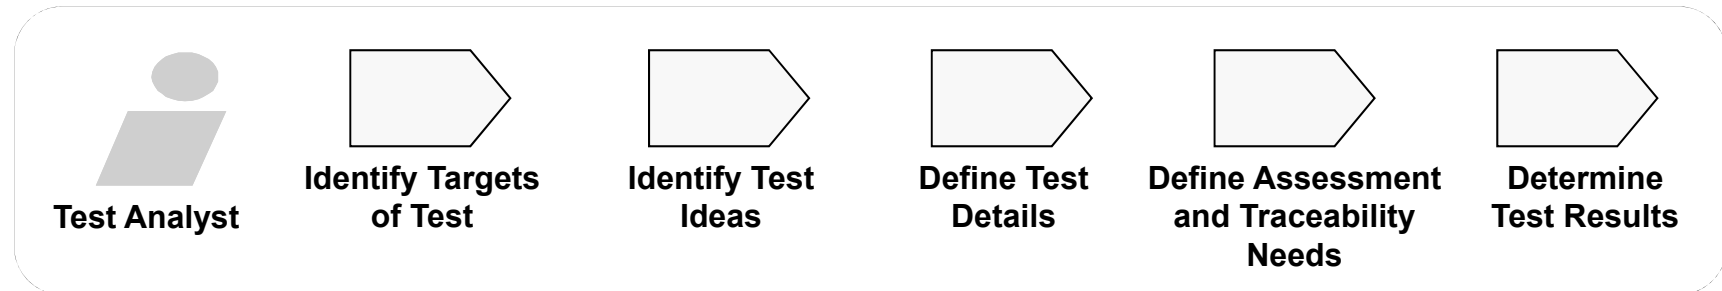 Test Analyst
Identify Targets
of Test
Identify Test
Ideas
Define Test
Details
Define Assessment
and Traceability
Needs
Determine
Test Results